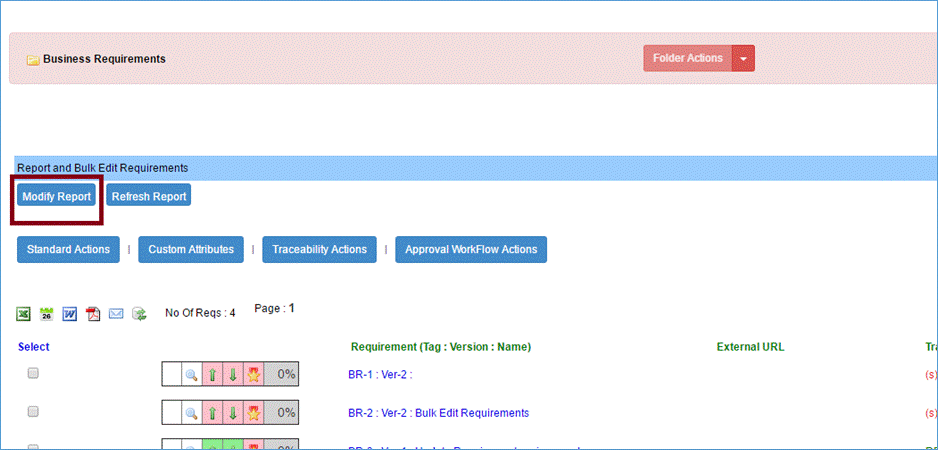 Business Requirements
Folder Actions
Report and Bulk Edit Requirements
Modify Report Refresh Report
Standard Actions | Custom Attributes | Traceability Actions | Approval WorkFlow Actions
26 No Of Reqs : 4 Page : 1
Select Requirement (Tag : Version : Name) External URL Tra
0% BR-1 : Ver-2 : (s)
0% BR-2 : Ver-2 : Bulk Edit Requirements (s)